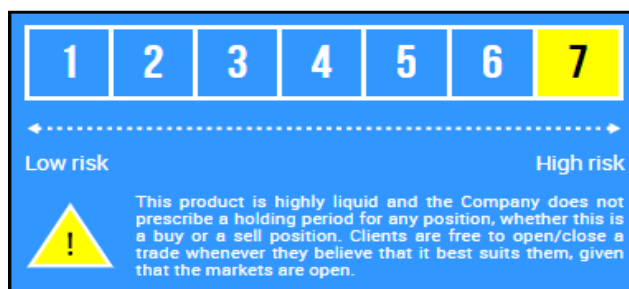 1 2 3 4 5 6 7
Low risk High risk
This product is highly liquid and the Company does not
prescribe a holding period for any position, whether this is
a buy or a sell position. Clients are free to open/close a
trade whenever they believe that it best suits them, given
that the markets are open.
!